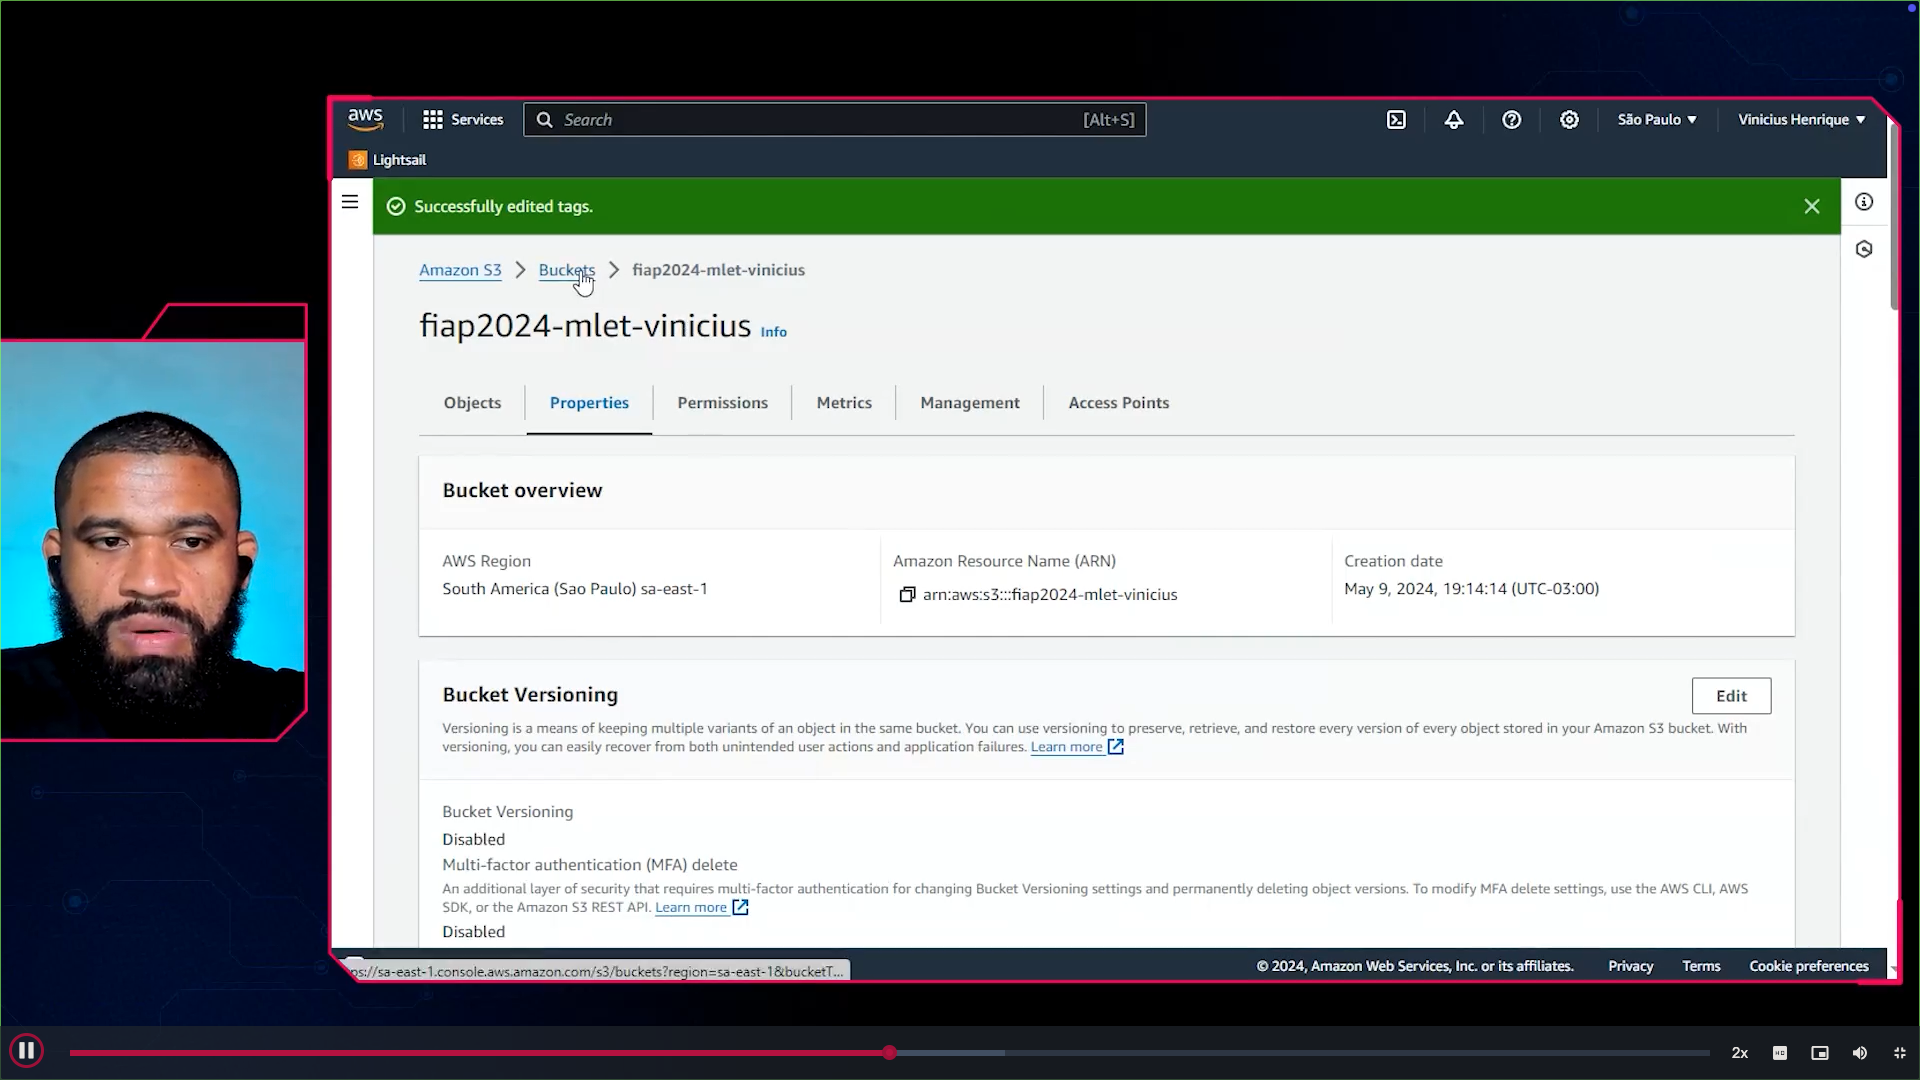 aws
Services
Search
[Alt+S]
São Paulo
Vinicius Henrique
Lightsail
Successfully edited tags.
Amazon S3 > Buckets > fiap2024-mlet-vinicius
fiap2024-mlet-vinicius Info
Objects
Properties
Permissions
Metrics
Management
Access Points
Bucket overview
AWS Region
South America (Sao Paulo) sa-east-1
Amazon Resource Name (ARN)
arn:aws:s3:::fiap2024-mlet-vinicius
Creation date
May 9, 2024, 19:14:14 (UTC-03:00)
Bucket Versioning
Edit
Versioning is a means of keeping multiple variants of an object in the same bucket. You can use versioning to preserve, retrieve, and restore every version of every object stored in your Amazon S3 bucket. With
versioning, you can easily recover from both unintended user actions and application failures. Learn more
Bucket Versioning
Disabled
Multi-factor authentication (MFA) delete
An additional layer of security that requires multi-factor authentication for changing Bucket Versioning settings and permanently deleting object versions. To modify MFA delete settings, use the AWS CLI, AWS
SDK, or the Amazon S3 REST API. Learn more
Disabled
ps://sa-east-1.console.aws.amazon.com/s3/buckets?region=sa-east-1&bucketT...
© 2024, Amazon Web Services, Inc. or its affiliates.
Privacy
Terms
Cookie preferences
2x
HD